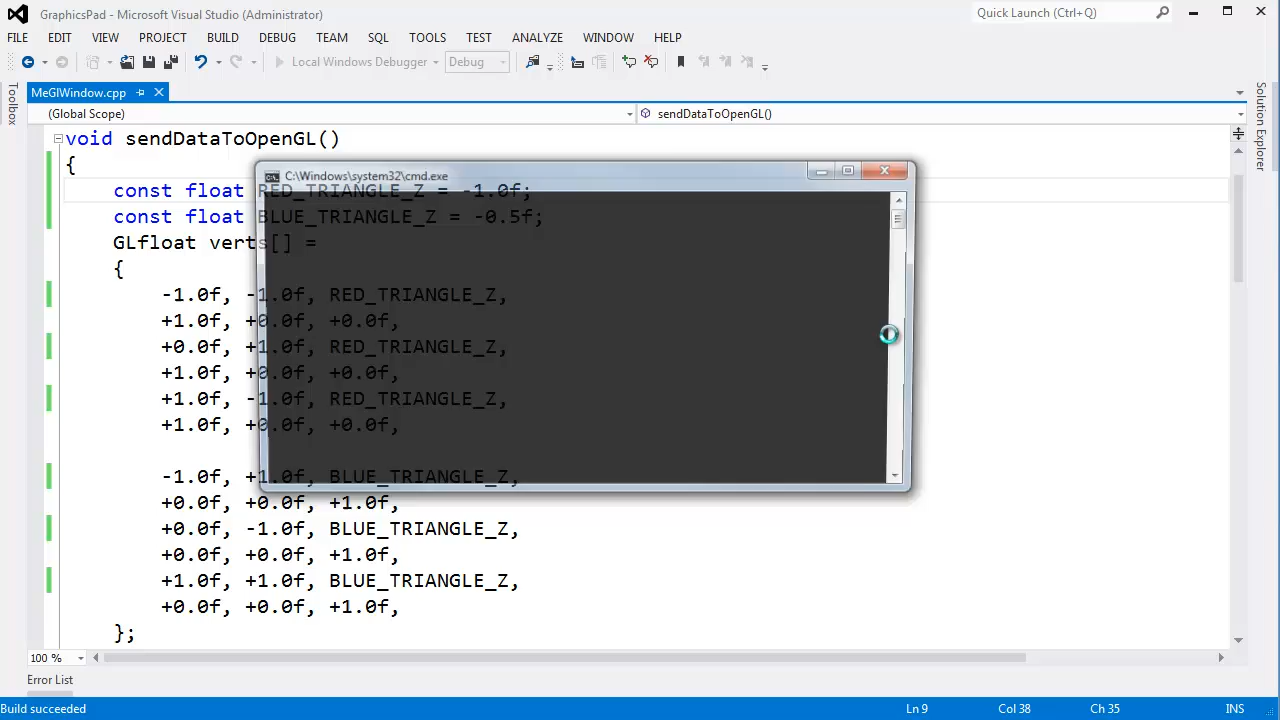 GraphicsPad - Microsoft Visual Studio (Administrator)
Quick Launch (Ctrl+Q)
FILE EDIT VIEW PROJECT BUILD DEBUG TEAM SQL TOOLS TEST ANALYZE WINDOW HELP
Local Windows Debugger Debug
Toolbox
MeGlWindow.cpp
Solution Explorer
(Global Scope) sendDataToOpenGL()
void sendDataToOpenGL()
{
C:\Windows\system32\cmd.exe
const float RED_TRIANGLE_Z = -1.0f;
const float BLUE_TRIANGLE_Z = -0.5f;
GLfloat verts[] =
{
-1.0f, -1.0f, RED_TRIANGLE_Z,
+1.0f, +0.0f, +0.0f,
+0.0f, +1.0f, RED_TRIANGLE_Z,
+1.0f, +0.0f, +0.0f,
+1.0f, -1.0f, RED_TRIANGLE_Z,
+1.0f, +0.0f, +0.0f,
-1.0f, +1.0f, BLUE_TRIANGLE_Z,
+0.0f, +0.0f, +1.0f,
+0.0f, -1.0f, BLUE_TRIANGLE_Z,
+0.0f, +0.0f, +1.0f,
+1.0f, +1.0f, BLUE_TRIANGLE_Z,
+0.0f, +0.0f, +1.0f,
};
100 %
Error List
Build succeeded Ln 9 Col 38 Ch 35 INS